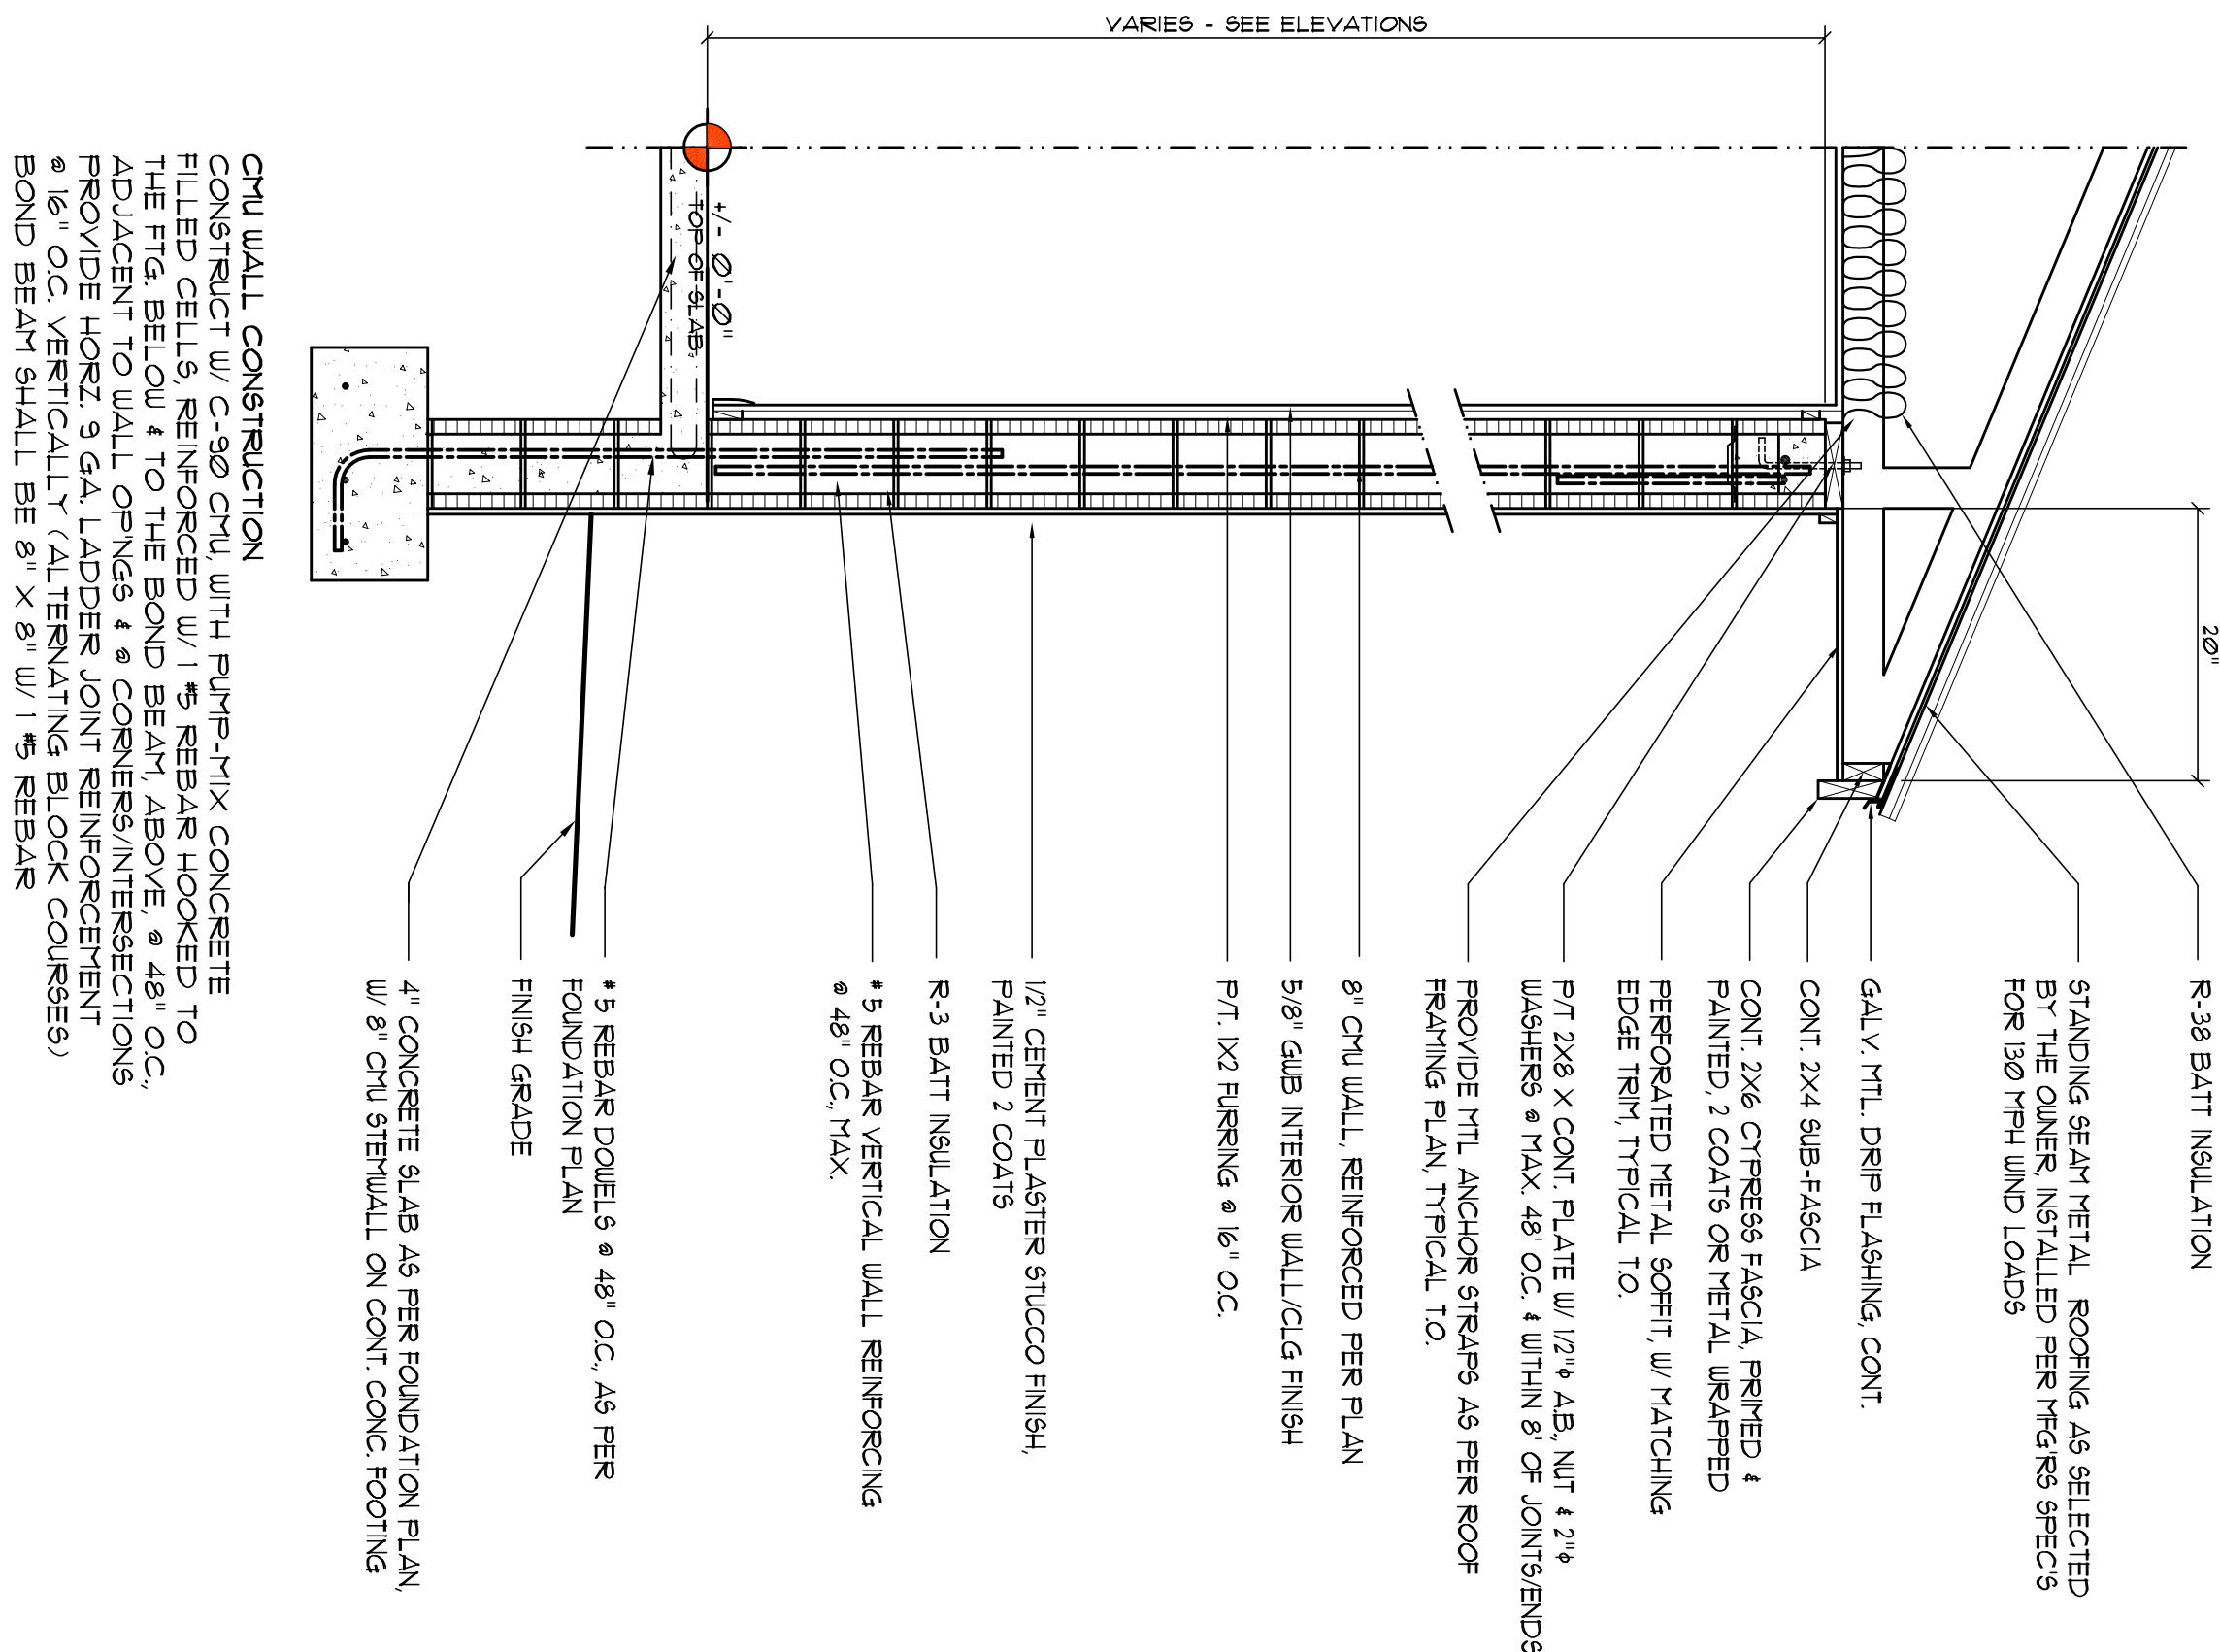 VARIES - SEE ELEVATIONS
20"
+/- 0'-0"
TOP OF SLAB
R-38 BATT INSULATION
STANDING SEAM METAL ROOFING AS SELECTED
BY THE OWNER, INSTALLED PER MFG'RS SPEC'S
FOR 130 MPH WIND LOADS
GALV. MTL. DRIP FLASHING, CONT.
CONT. 2X4 SUB-FASCIA
CONT. 2X6 CYPRESS FASCIA, PRIMED &
PAINTED, 2 COATS OR METAL WRAPPED
PERFORATED METAL SOFFIT, W/ MATCHING
EDGE TRIM, TYPICAL T.O.
P/T 2X8 X CONT. PLATE W/ 1/2"φ A.B., NUT & 2"φ
WASHERS @ MAX. 48' O.C. & WITHIN 8' OF JOINTS/ENDS
PROVIDE MTL ANCHOR STRAPS AS PER ROOF
FRAMING PLAN, TYPICAL T.O.
8" CMU WALL, REINFORCED PER PLAN
5/8" GWB INTERIOR WALL/CLG FINISH
P/T. 1X2 FURRING @ 16" O.C.
1/2" CEMENT PLASTER STUCCO FINISH,
PAINTED 2 COATS
R-3 BATT INSULATION
#5 REBAR VERTICAL WALL REINFORCING
@ 48" O.C., MAX.
#5 REBAR DOWELS @ 48" O.C., AS PER
FOUNDATION PLAN
FINISH GRADE
4" CONCRETE SLAB AS PER FOUNDATION PLAN,
W/ 8" CMU STEMWALL ON CONT. CONC. FOOTING
CMU WALL CONSTRUCTION
CONSTRUCT W/ C-90 CMU, WITH PUMP-MIX CONCRETE
FILLED CELLS, REINFORCED W/ 1 #5 REBAR HOOKED TO
THE FTG. BELOW & TO THE BOND BEAM, ABOVE, @ 48" O.C.,
ADJACENT TO WALL OP'NGS & @ CORNERS/INTERSECTIONS
PROVIDE HORZ. 9 GA. LADDER JOINT REINFORCEMENT
@ 16" O.C. VERTICALLY (ALTERNATING BLOCK COURSES)
BOND BEAM SHALL BE 8" X 8" W/ 1 #5 REBAR